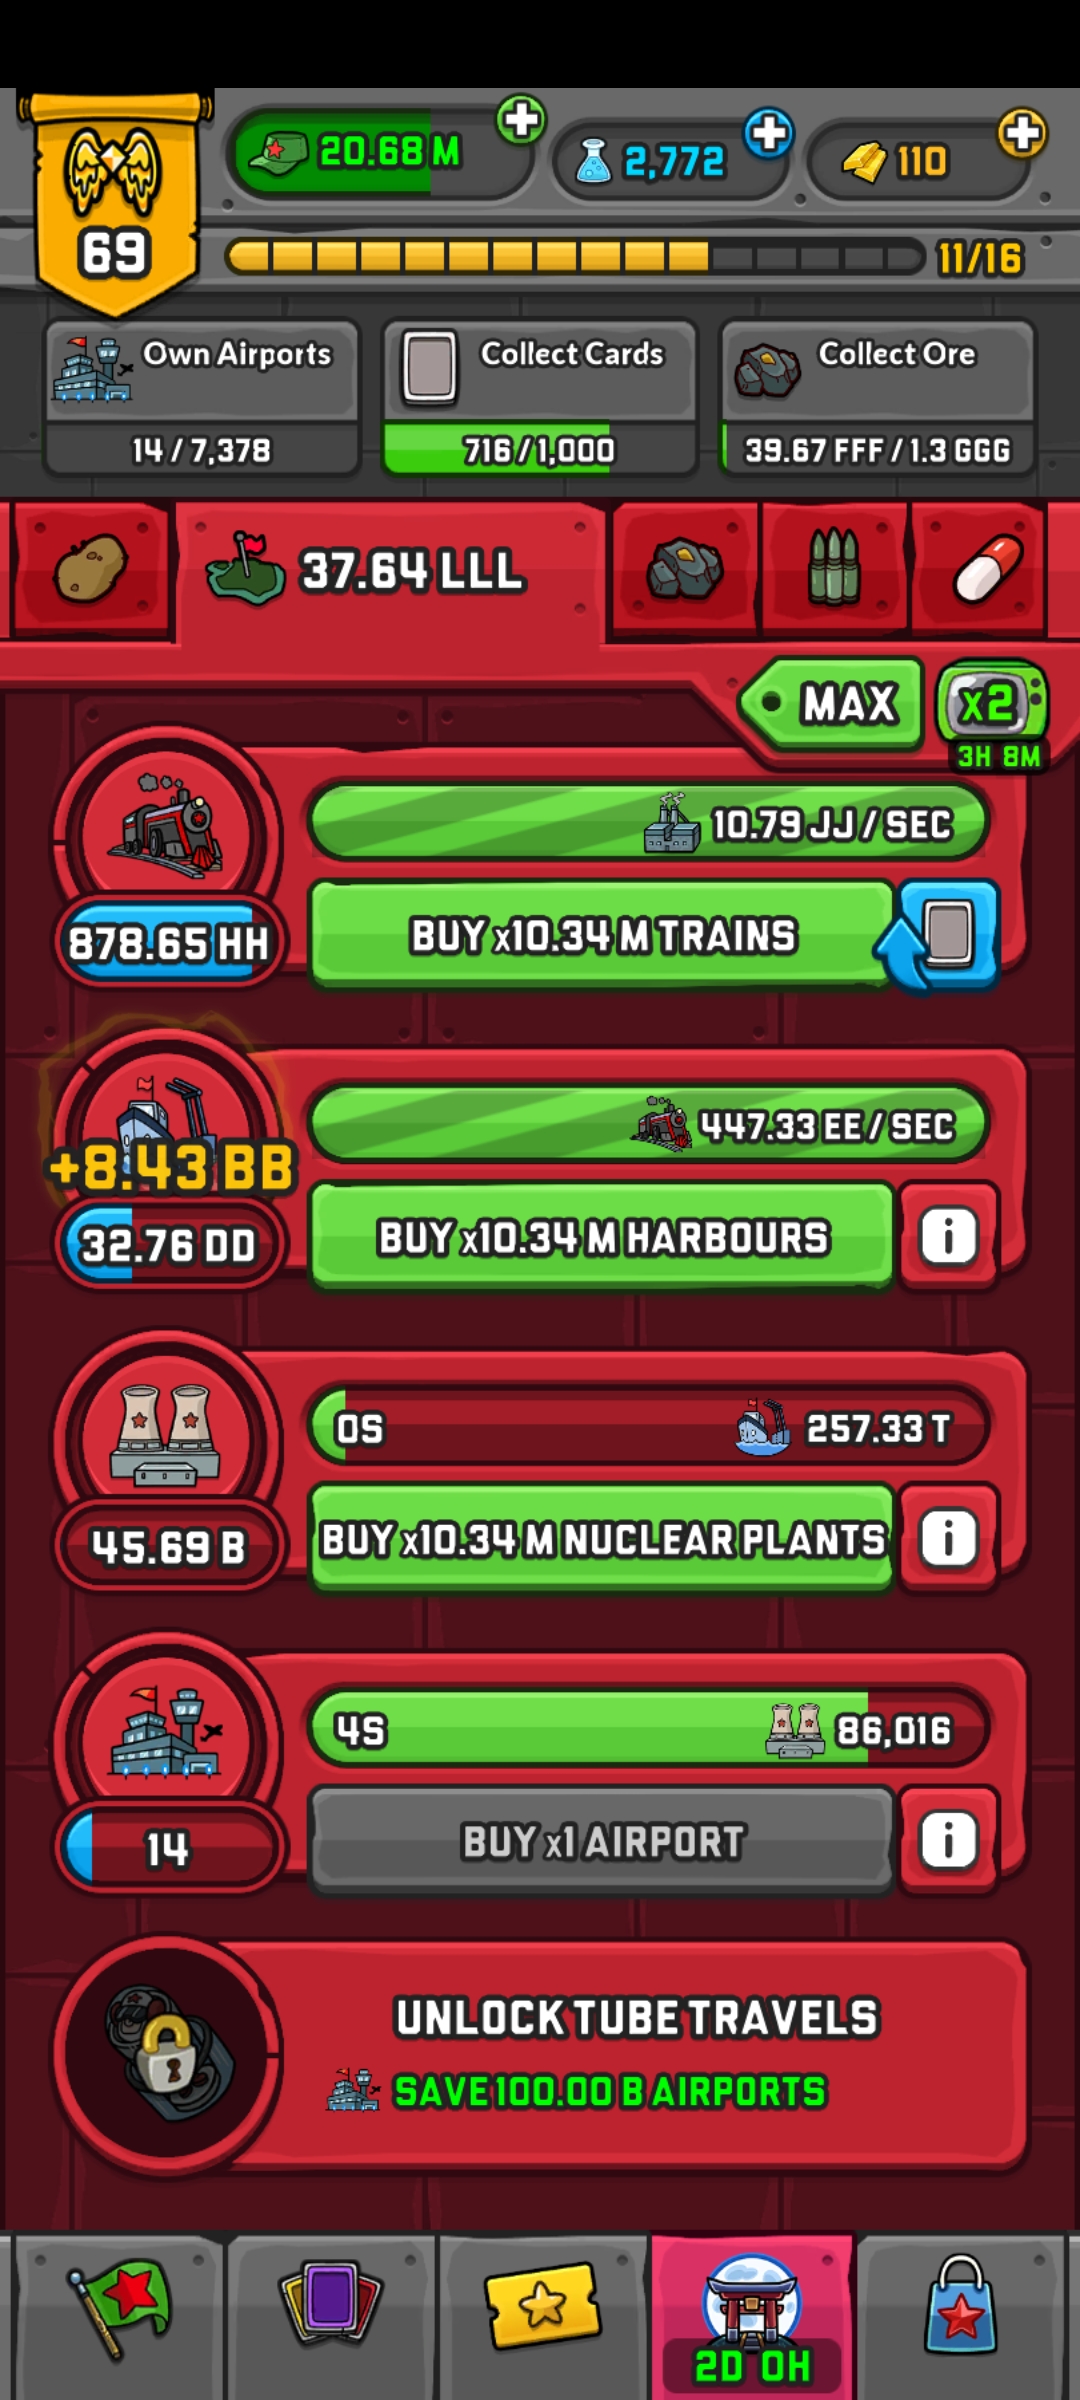 20.68 M
2,772
110
69
11/16
Own Airports
14 / 7,378
Collect Cards
716 / 1,000
Collect Ore
39.67 FFF / 1.3 GGG
37.64 LLL
MAX
x2
3H 8M
10.79 JJ / SEC
878.65 HH
BUY x10.34 M TRAINS
447.33 EE / SEC
+8.43 BB
32.76 DD
BUY x10.34 M HARBOURS
0S
257.33 T
45.69 B
BUY x10.34 M NUCLEAR PLANTS
4S
86,016
14
BUY x1 AIRPORT
UNLOCK TUBE TRAVELS
SAVE 100.00 B AIRPORTS
2D 0H